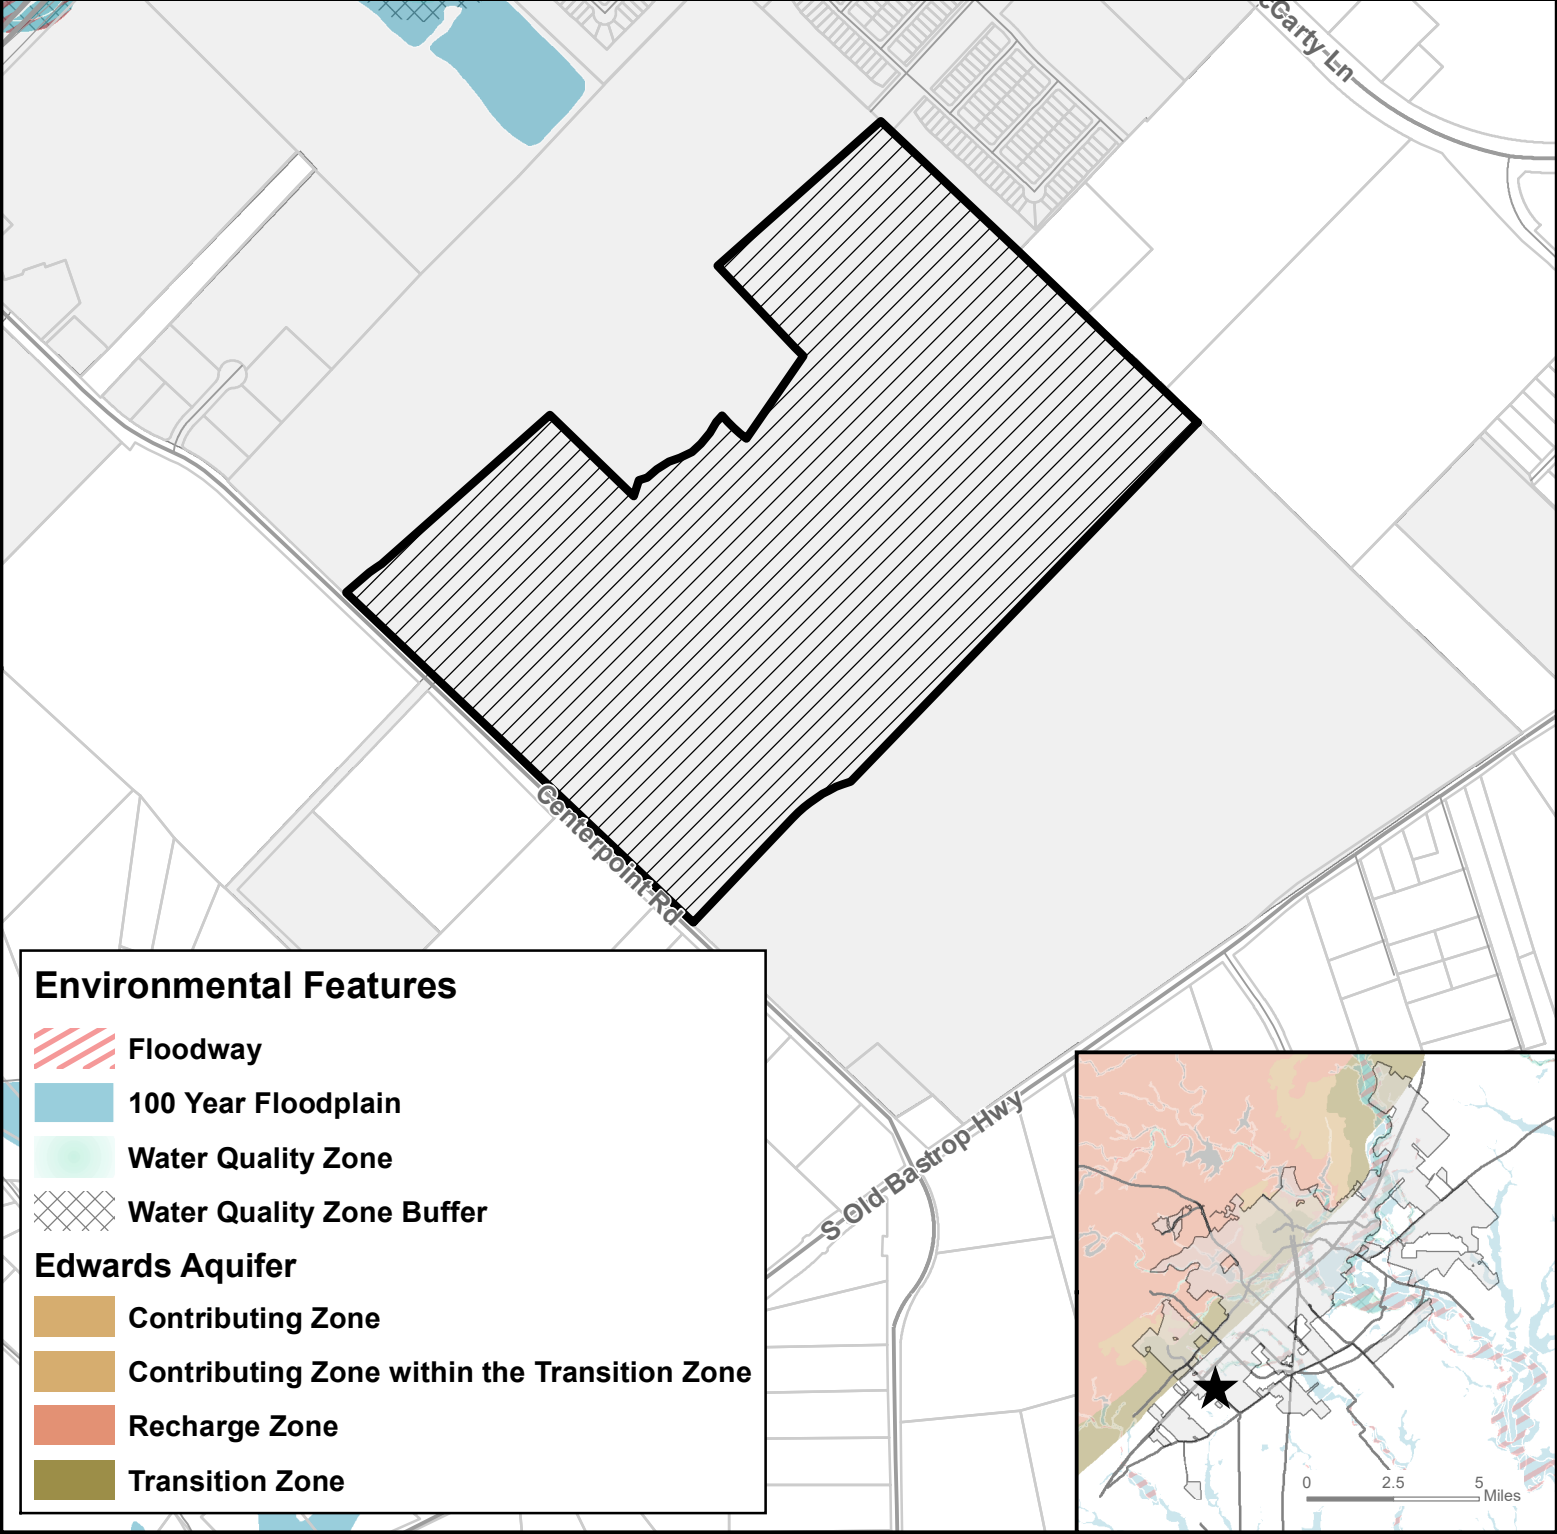 cCarty Ln
Centerpoint Rd
S Old Bastrop Hwy
Environmental Features
Floodway
100 Year Floodplain
Water Quality Zone
Water Quality Zone Buffer
Edwards Aquifer
Contributing Zone
Contributing Zone within the Transition Zone
Recharge Zone
Transition Zone
0 2.5 5
Miles